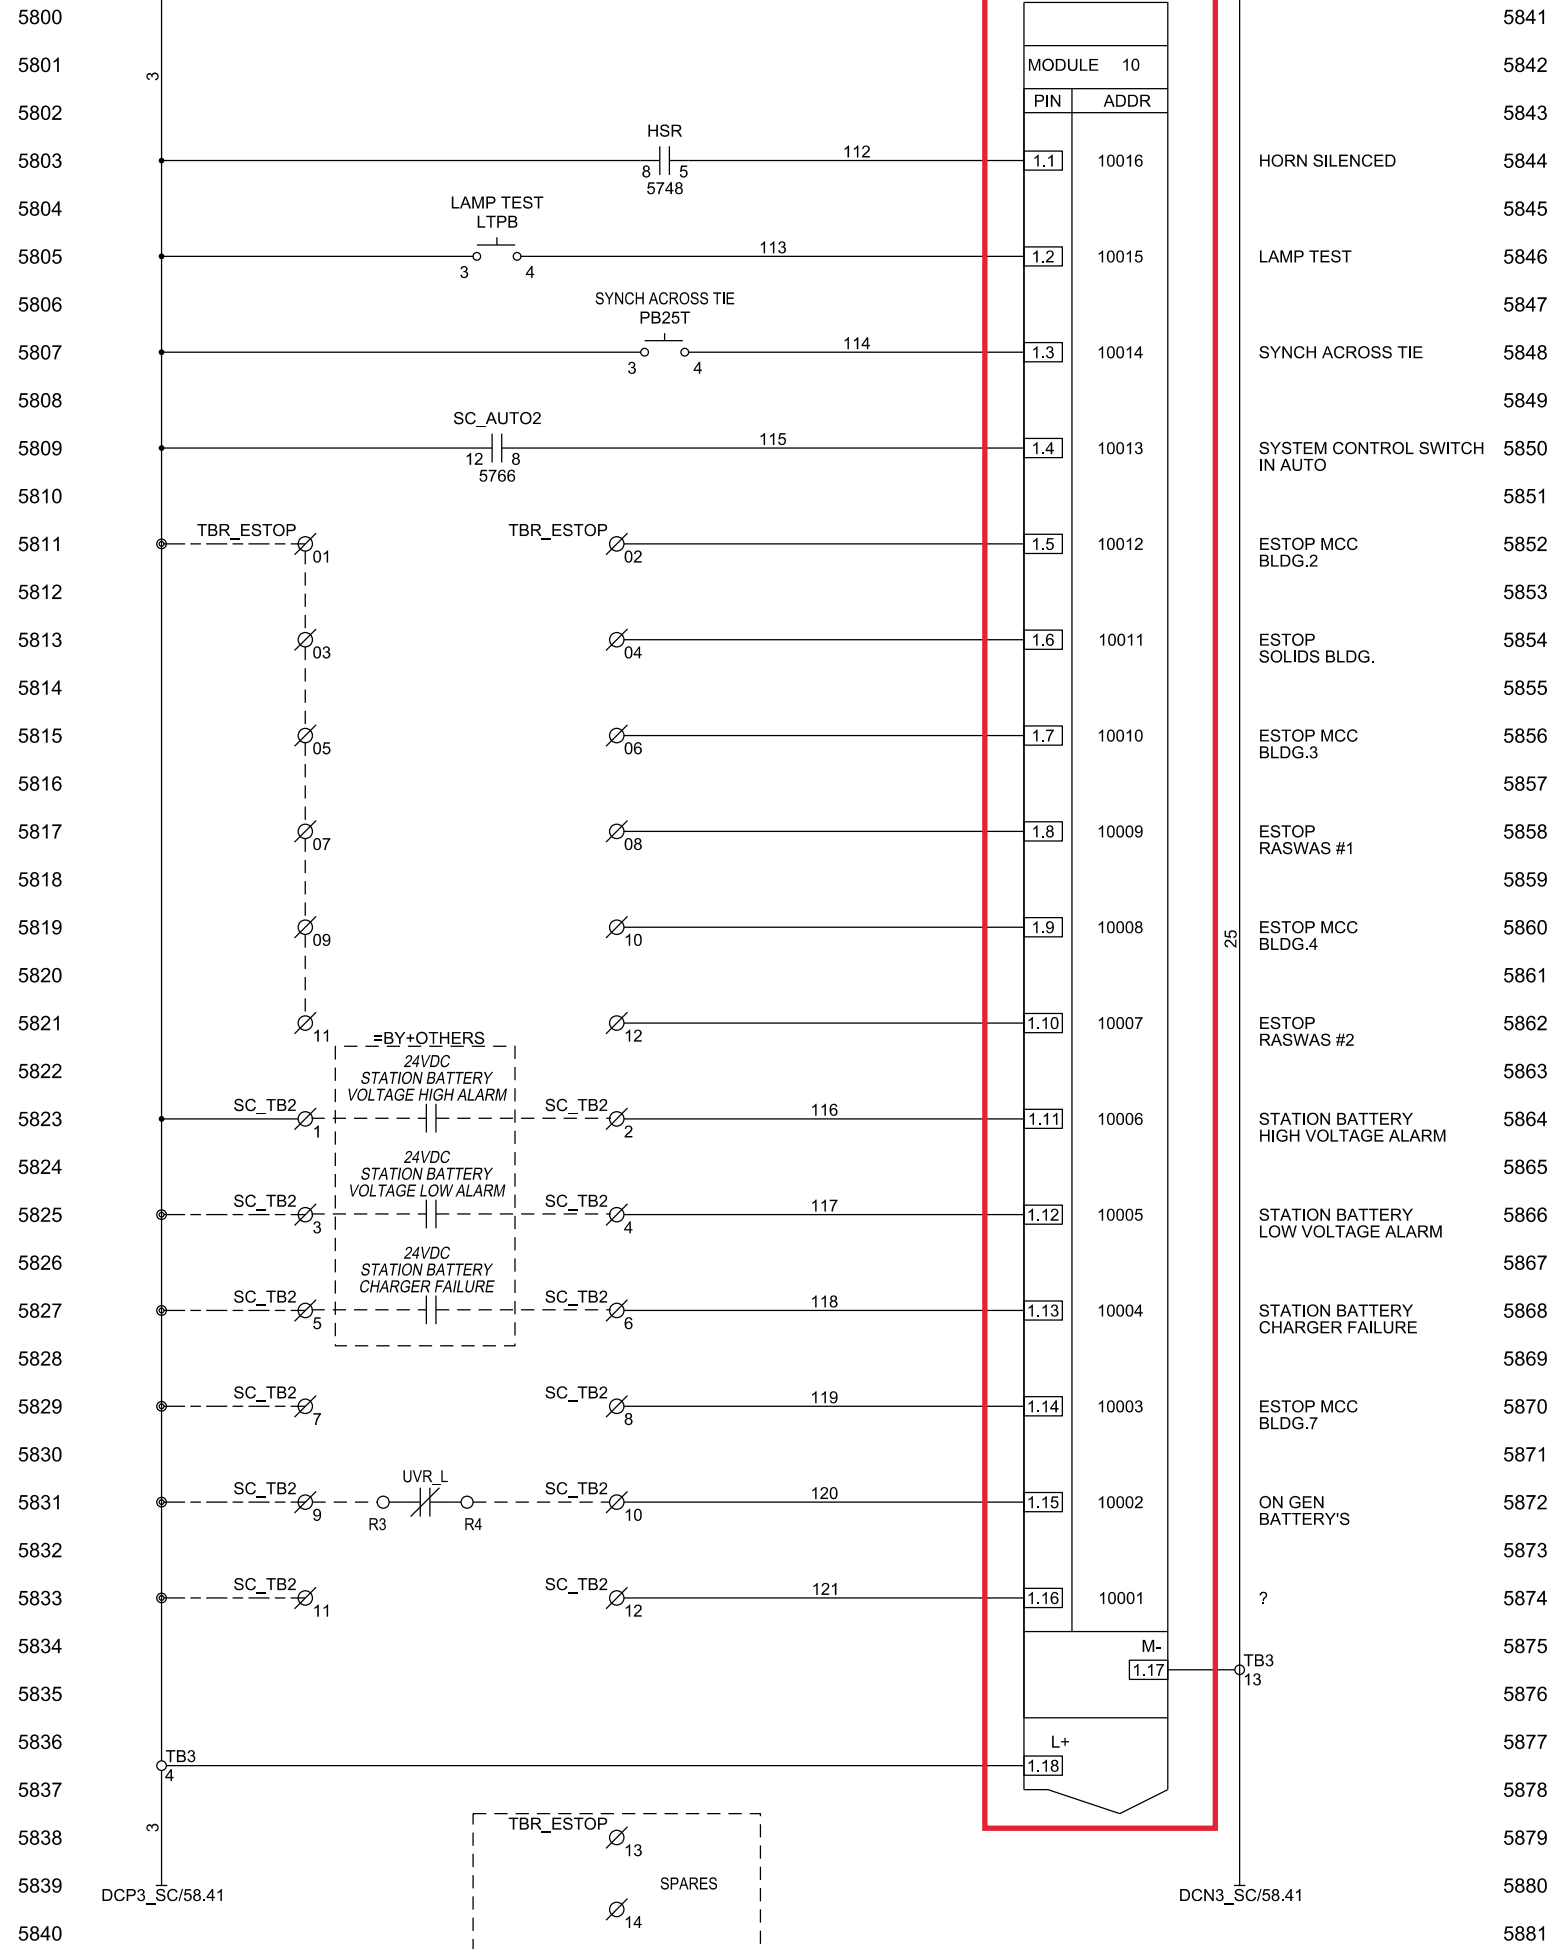 5800
5841
5801
3
MODULE 10
5842
5802
PIN ADDR
5843
HSR
5803
112
1.1 10016
HORN SILENCED
5844
8 5
5748
5804
LAMP TEST
LTPB
5845
5805
113
1.2 10015
LAMP TEST
5846
3 4
5806
SYNCH ACROSS TIE
PB25T
5847
5807
114
1.3 10014
SYNCH ACROSS TIE
5848
3 4
5808
5849
SC_AUTO2
5809
115
1.4 10013
SYSTEM CONTROL SWITCH
IN AUTO
5850
12 8
5766
5810
5851
TBR_ESTOP
TBR_ESTOP
5811
01
02
1.5 10012
ESTOP MCC
BLDG.2
5852
5812
5853
5813
03
04
1.6 10011
ESTOP
SOLIDS BLDG.
5854
5814
5855
5815
05
06
1.7 10010
ESTOP MCC
BLDG.3
5856
5816
5857
5817
07
08
1.8 10009
ESTOP
RASWAS #1
5858
5818
5859
5819
09
10
1.9 10008
ESTOP MCC
BLDG.4
5860
25
5820
5861
5821
11
12
1.10 10007
ESTOP
RASWAS #2
5862
=BY+OTHERS
5822
24VDC
STATION BATTERY
VOLTAGE HIGH ALARM
5863
5823
SC_TB2
1
SC_TB2
2
116
1.11 10006
STATION BATTERY
HIGH VOLTAGE ALARM
5864
5824
24VDC
STATION BATTERY
VOLTAGE LOW ALARM
5865
5825
SC_TB2
3
SC_TB2
4
117
1.12 10005
STATION BATTERY
LOW VOLTAGE ALARM
5866
5826
24VDC
STATION BATTERY
CHARGER FAILURE
5867
5827
SC_TB2
5
SC_TB2
6
118
1.13 10004
STATION BATTERY
CHARGER FAILURE
5868
5828
5869
5829
SC_TB2
7
SC_TB2
8
119
1.14 10003
ESTOP MCC
BLDG.7
5870
5830
5871
5831
SC_TB2
9
UVR_L
R3 R4
SC_TB2
10
120
1.15 10002
ON GEN
BATTERY'S
5872
5832
5873
5833
SC_TB2
11
SC_TB2
12
121
1.16 10001
?
5874
5834
M-
5875
1.17
TB3
13
5835
5876
5836
L+
5877
TB3
4
1.18
5837
5878
5838
3
TBR_ESTOP
13
5879
5839
DCP3_SC/58.41
SPARES
DCN3_SC/58.41
5880
14
5840
5881